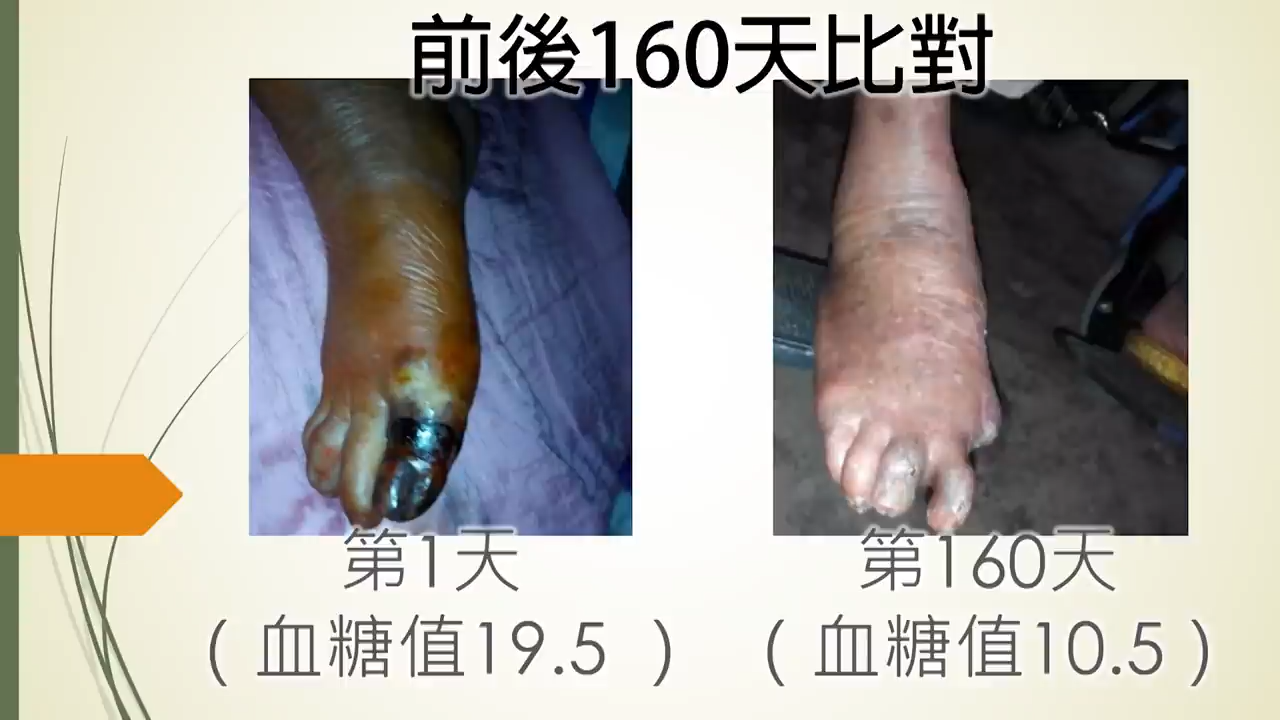 前後160天比對
第1天
( 血糖值19.5 )
第160天
( 血糖值10.5 )